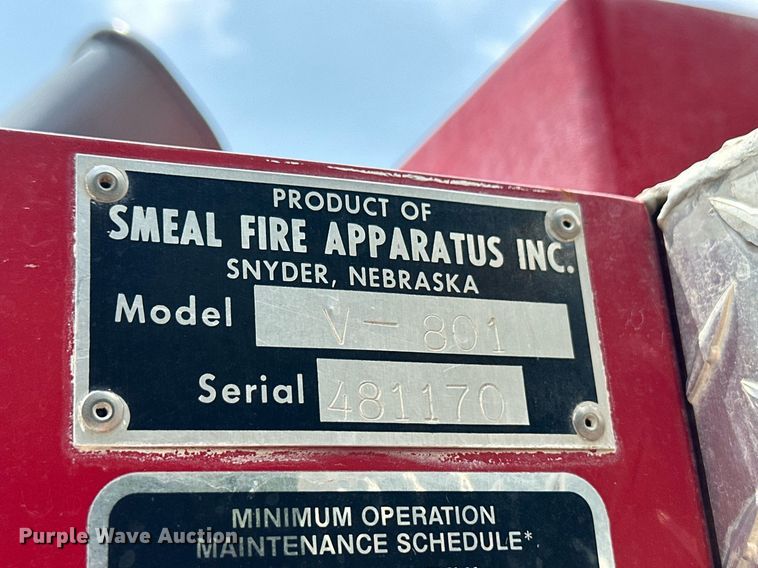 PRODUCT OF
SMEAL FIRE APPARATUS INC.
SNYDER, NEBRASKA
Model V-801
Serial 481170
MINIMUM OPERATION
MAINTENANCE SCHEDULE*
Purple Wave Auction